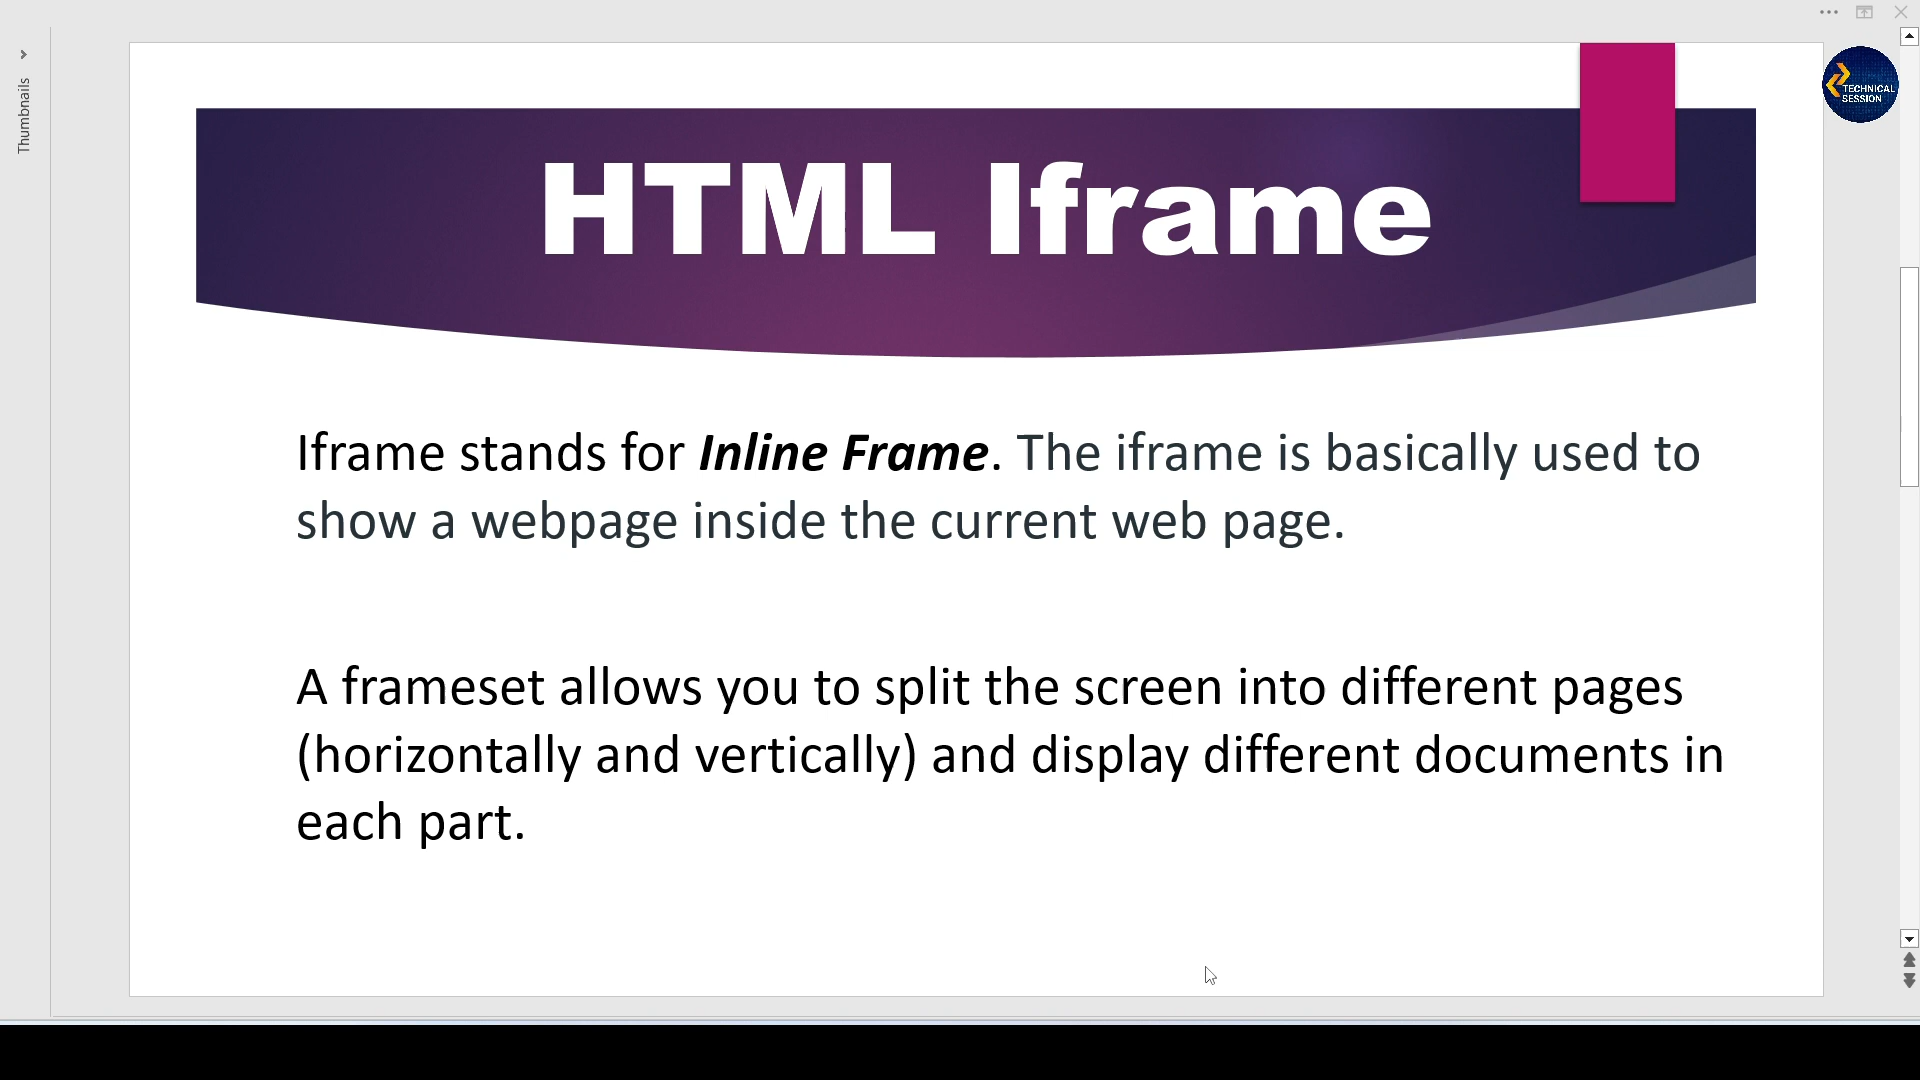 Thumbnails
TECHNICAL
SESSION
HTML Iframe
Iframe stands for Inline Frame. The iframe is basically used to
show a webpage inside the current web page.
A frameset allows you to split the screen into different pages
(horizontally and vertically) and display different documents in
each part.